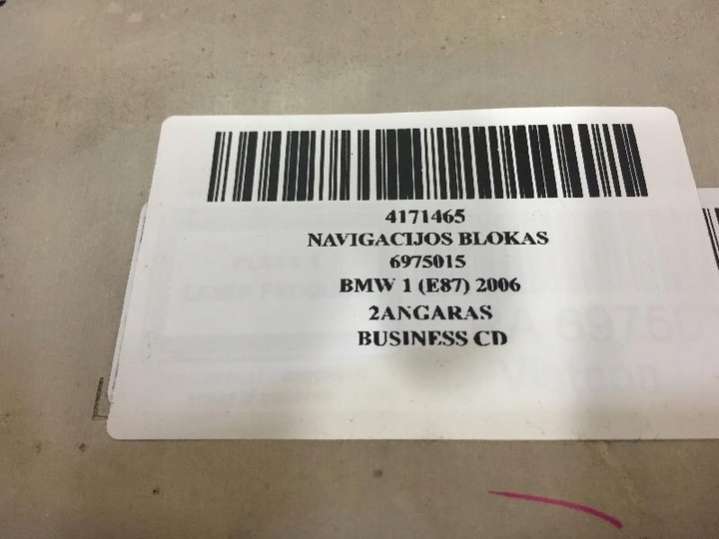 4171465
NAVIGACIJOS BLOKAS
6975015
BMW 1 (E87) 2006
2ANGARAS
BUSINESS CD